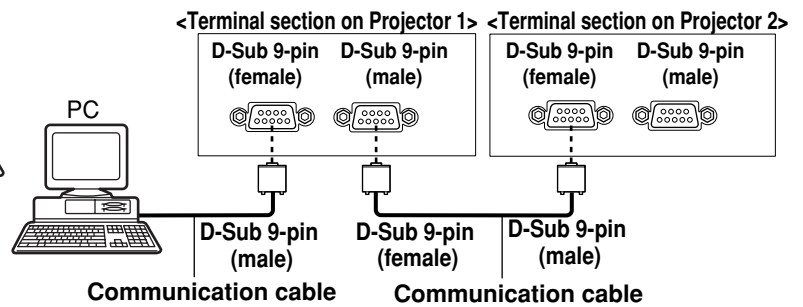 <Terminal section on Projector 1> <Terminal section on Projector 2>
D-Sub 9-pin D-Sub 9-pin D-Sub 9-pin D-Sub 9-pin
(female) (male) (female) (male)
PC
D-Sub 9-pin D-Sub 9-pin D-Sub 9-pin
(male) (female) (male)
Communication cable Communication cable